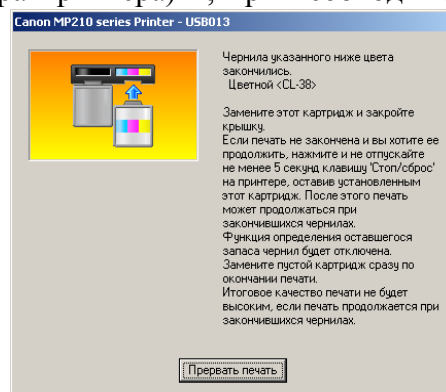 Canon MP210 series Printer - USB013
Чернила указанного ниже цвета
закончились.
Цветной <CL-38>
Замените этот картридж и закройте
крышку.
Если печать не закончена и вы хотите ее
продолжить, нажмите и не отпускайте
не менее 5 секунд клавишу 'Стоп/сброс'
на принтере, оставив установленным
этот картридж. После этого печать
может продолжаться при
закончившихся чернилах.
Функция определения оставшегося
запаса чернил будет отключена.
Замените пустой картридж сразу по
окончании печати.
Итоговое качество печати не будет
высоким, если печать продолжается при
закончившихся чернилах.
Прервать печать